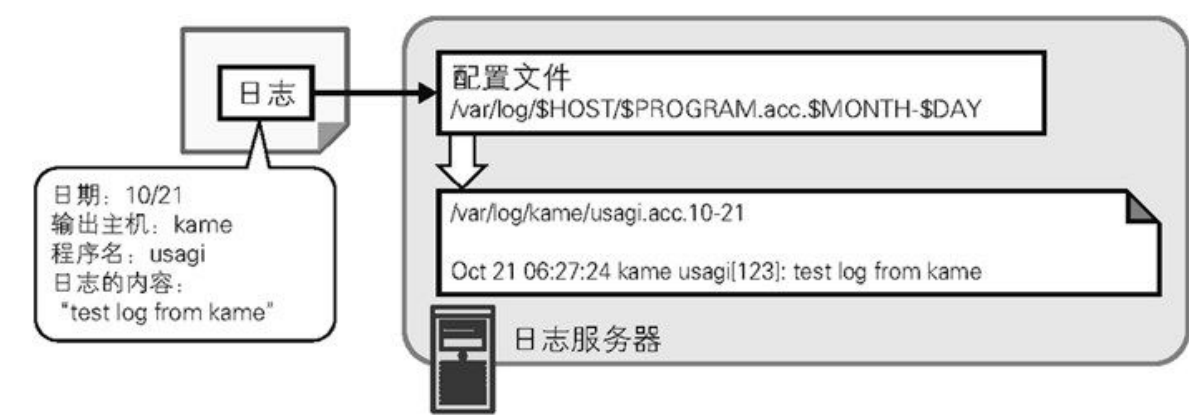 日志
日期：10/21
输出主机：kame
程序名：usagi
日志的内容：
“test log from kame”
配置文件
/var/log/$HOST/$PROGRAM.acc.$MONTH-$DAY
/var/log/kame/usagi.acc.10-21
Oct 21 06:27:24 kame usagi[123]: test log from kame
日志服务器